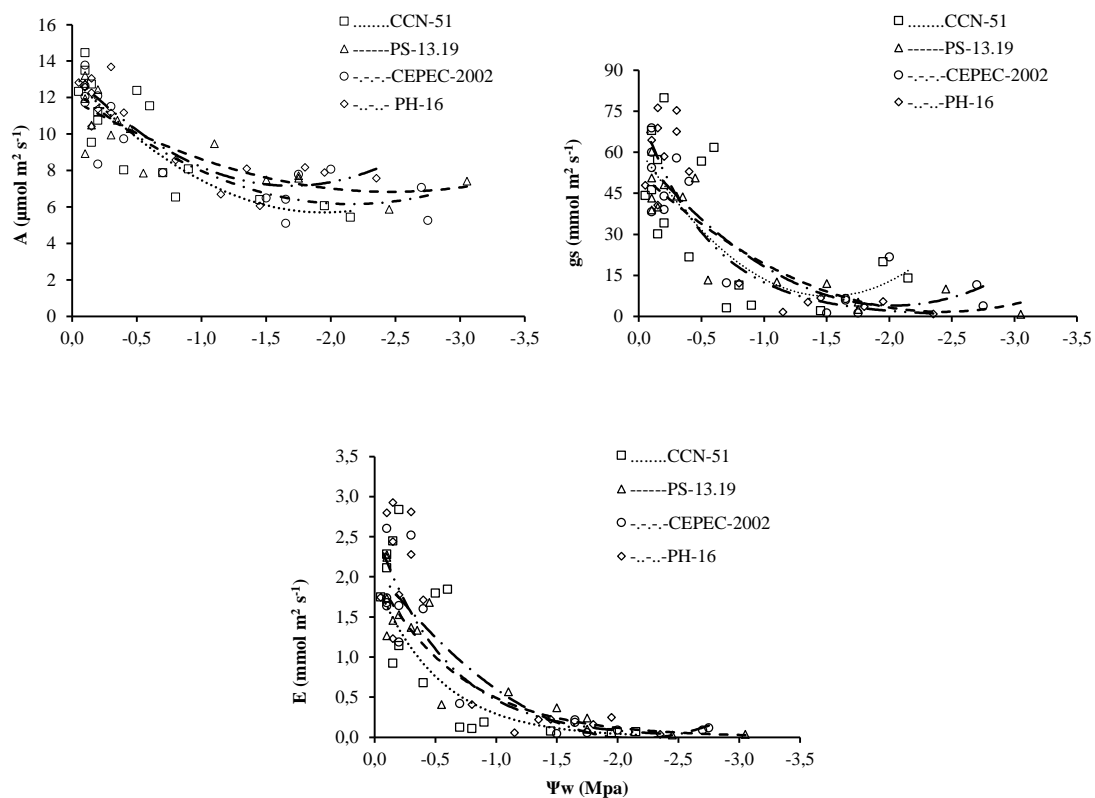 16
14
12
10
8
6
4
2
0
0,0 -0,5 -1,0 -1,5 -2,0 -2,5 -3,0 -3,5
A (µmol m² s⁻¹)
........CCN-51
------PS-13.19
-.-.-.-CEPEC-2002
-..-..- PH-16
90
75
60
45
30
15
0
0,0 -0,5 -1,0 -1,5 -2,0 -2,5 -3,0 -3,5
gs (mmol m² s⁻¹)
........CCN-51
------PS-13.19
-.-.-.-CEPEC-2002
-..-..- PH-16
3,5
3,0
2,5
2,0
1,5
1,0
0,5
0,0
0,0 -0,5 -1,0 -1,5 -2,0 -2,5 -3,0 -3,5
E (mmol m² s⁻¹)
........CCN-51
------PS-13.19
-.-.-.-CEPEC-2002
-..-..-PH-16
Ψw (Mpa)